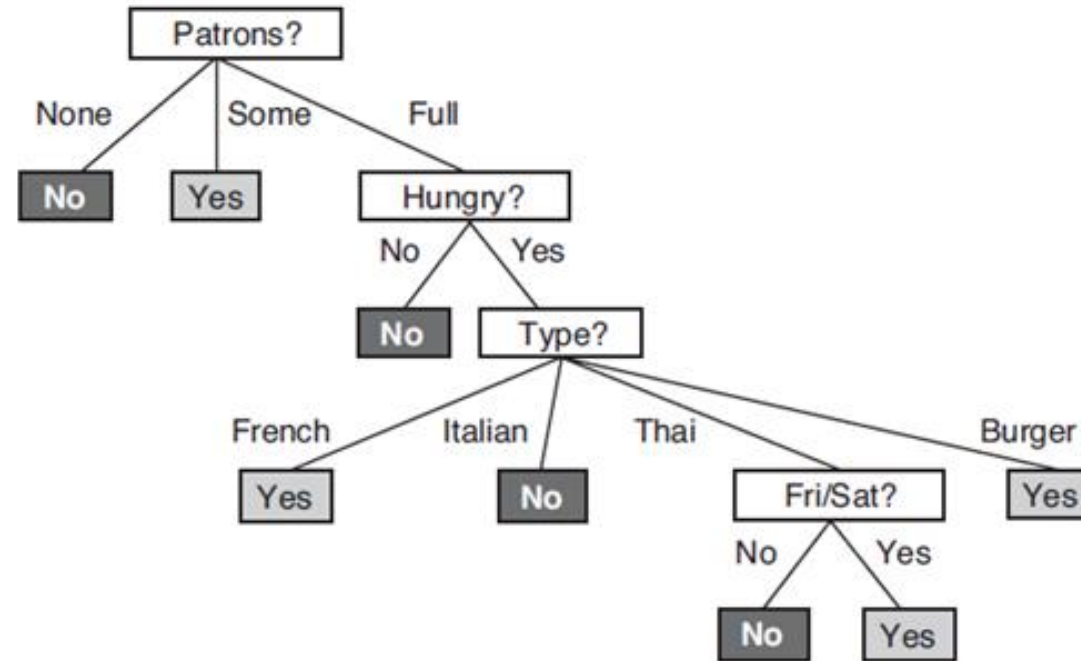 Patrons?
None Some Full
No Yes Hungry?
No Yes
No Type?
French Italian Thai Burger
Yes No Fri/Sat? Yes
No Yes
No Yes